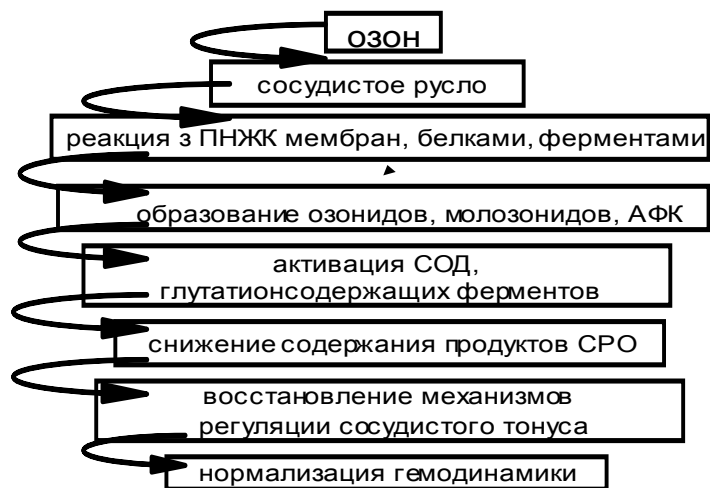 озон
сосудистое русло
реакция з ПНЖК мембран, белками, ферментами
образование озонидов, молозонидов, АФК
активация СОД,
глутатионсодержащих ферментов
снижение содержания продуктов СРО
восстановление механизмов
регуляции сосудистого тонуса
нормализация гемодинамики